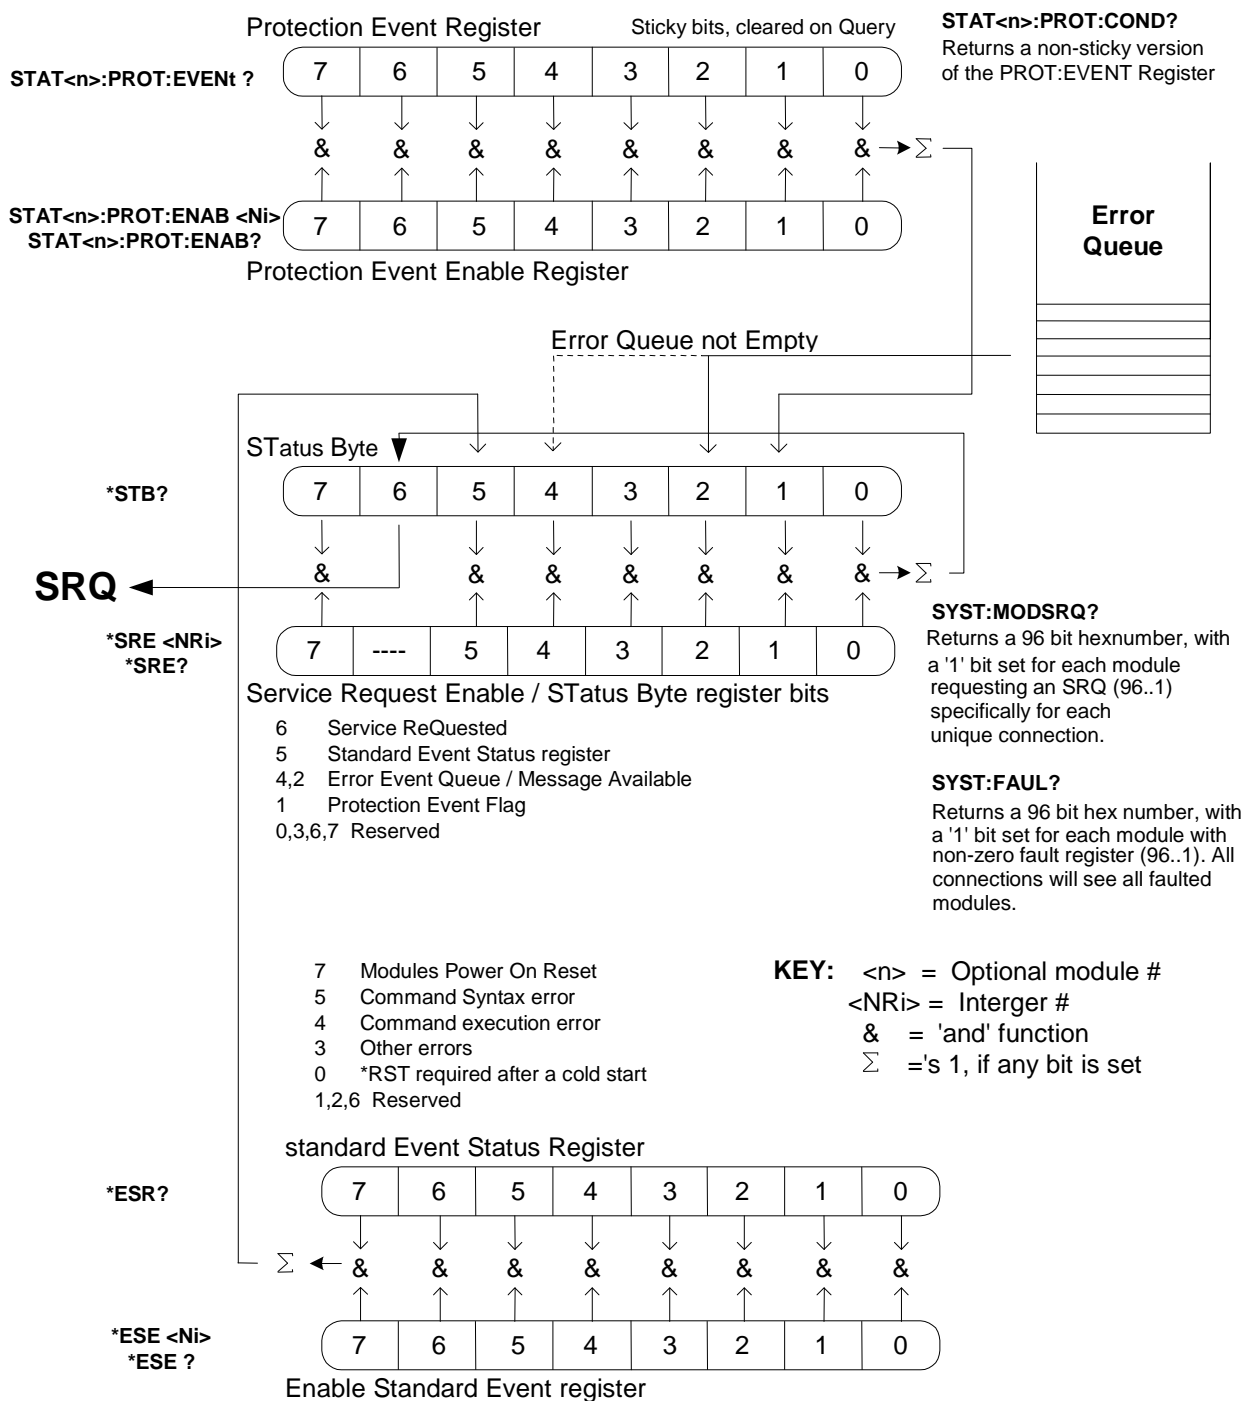 Protection Event Register
Sticky bits, cleared on Query
STAT<n>:PROT:COND?
Returns a non-sticky version
of the PROT:EVENT Register
STAT<n>:PROT:EVENt ?
7 6 5 4 3 2 1 0
& & & & & & & & Σ
STAT<n>:PROT:ENAB <Ni>
STAT<n>:PROT:ENAB?
7 6 5 4 3 2 1 0
Protection Event Enable Register
Error
Queue
Error Queue not Empty
STatus Byte
*STB?
7 6 5 4 3 2 1 0
& & & & & & & Σ
SRQ
*SRE <NRi>
*SRE?
7 ---- 5 4 3 2 1 0
Service Request Enable / STatus Byte register bits
6 Service ReQuested
5 Standard Event Status register
4,2 Error Event Queue / Message Available
1 Protection Event Flag
0,3,6,7 Reserved
SYST:MODSRQ?
Returns a 96 bit hexnumber, with
a '1' bit set for each module
requesting an SRQ (96..1)
specifically for each
unique connection.
SYST:FAUL?
Returns a 96 bit hex number, with
a '1' bit set for each module with
non-zero fault register (96..1). All
connections will see all faulted
modules.
7 Modules Power On Reset
5 Command Syntax error
4 Command execution error
3 Other errors
0 *RST required after a cold start
1,2,6 Reserved
KEY: <n> = Optional module #
<NRi> = Interger #
& = 'and' function
Σ ='s 1, if any bit is set
standard Event Status Register
*ESR?
7 6 5 4 3 2 1 0
Σ & & & & & & & &
*ESE <Ni>
*ESE ?
7 6 5 4 3 2 1 0
Enable Standard Event register